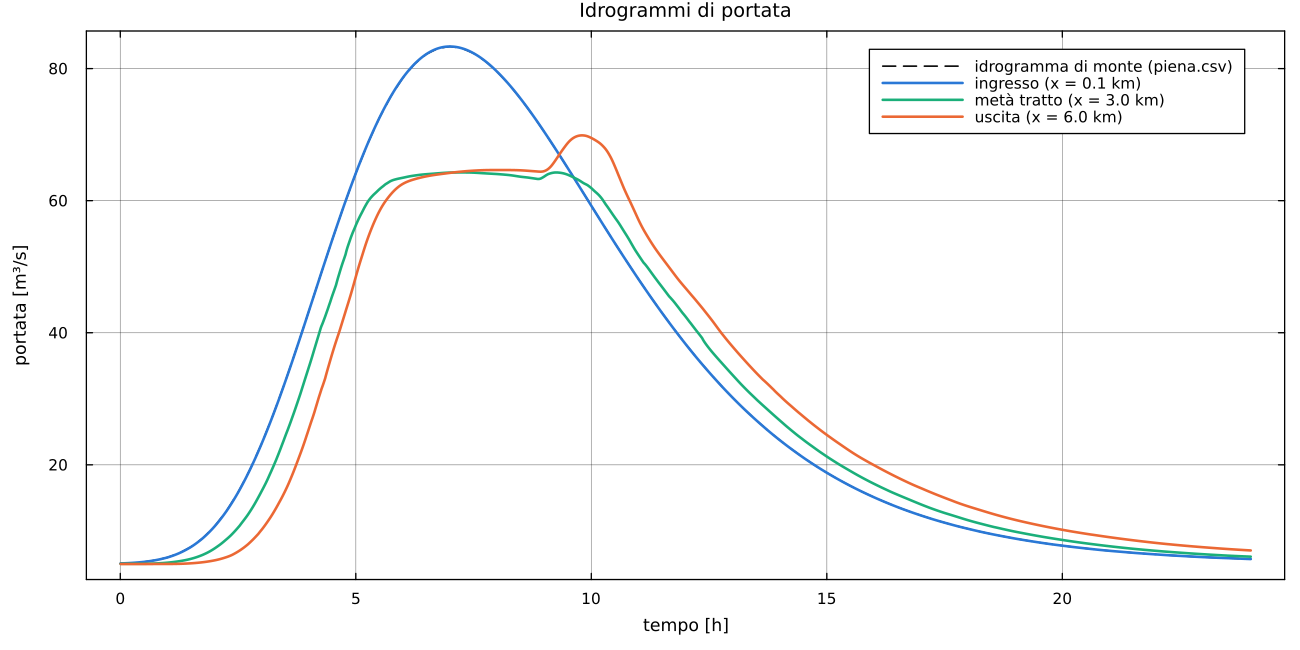 Idrogrammi di portata
idrogramma di monte (piena.csv)
ingresso (x = 0.1 km)
metà tratto (x = 3.0 km)
uscita (x = 6.0 km)
80
60
40
20
portata [m³/s]
0 5 10 15 20
tempo [h]